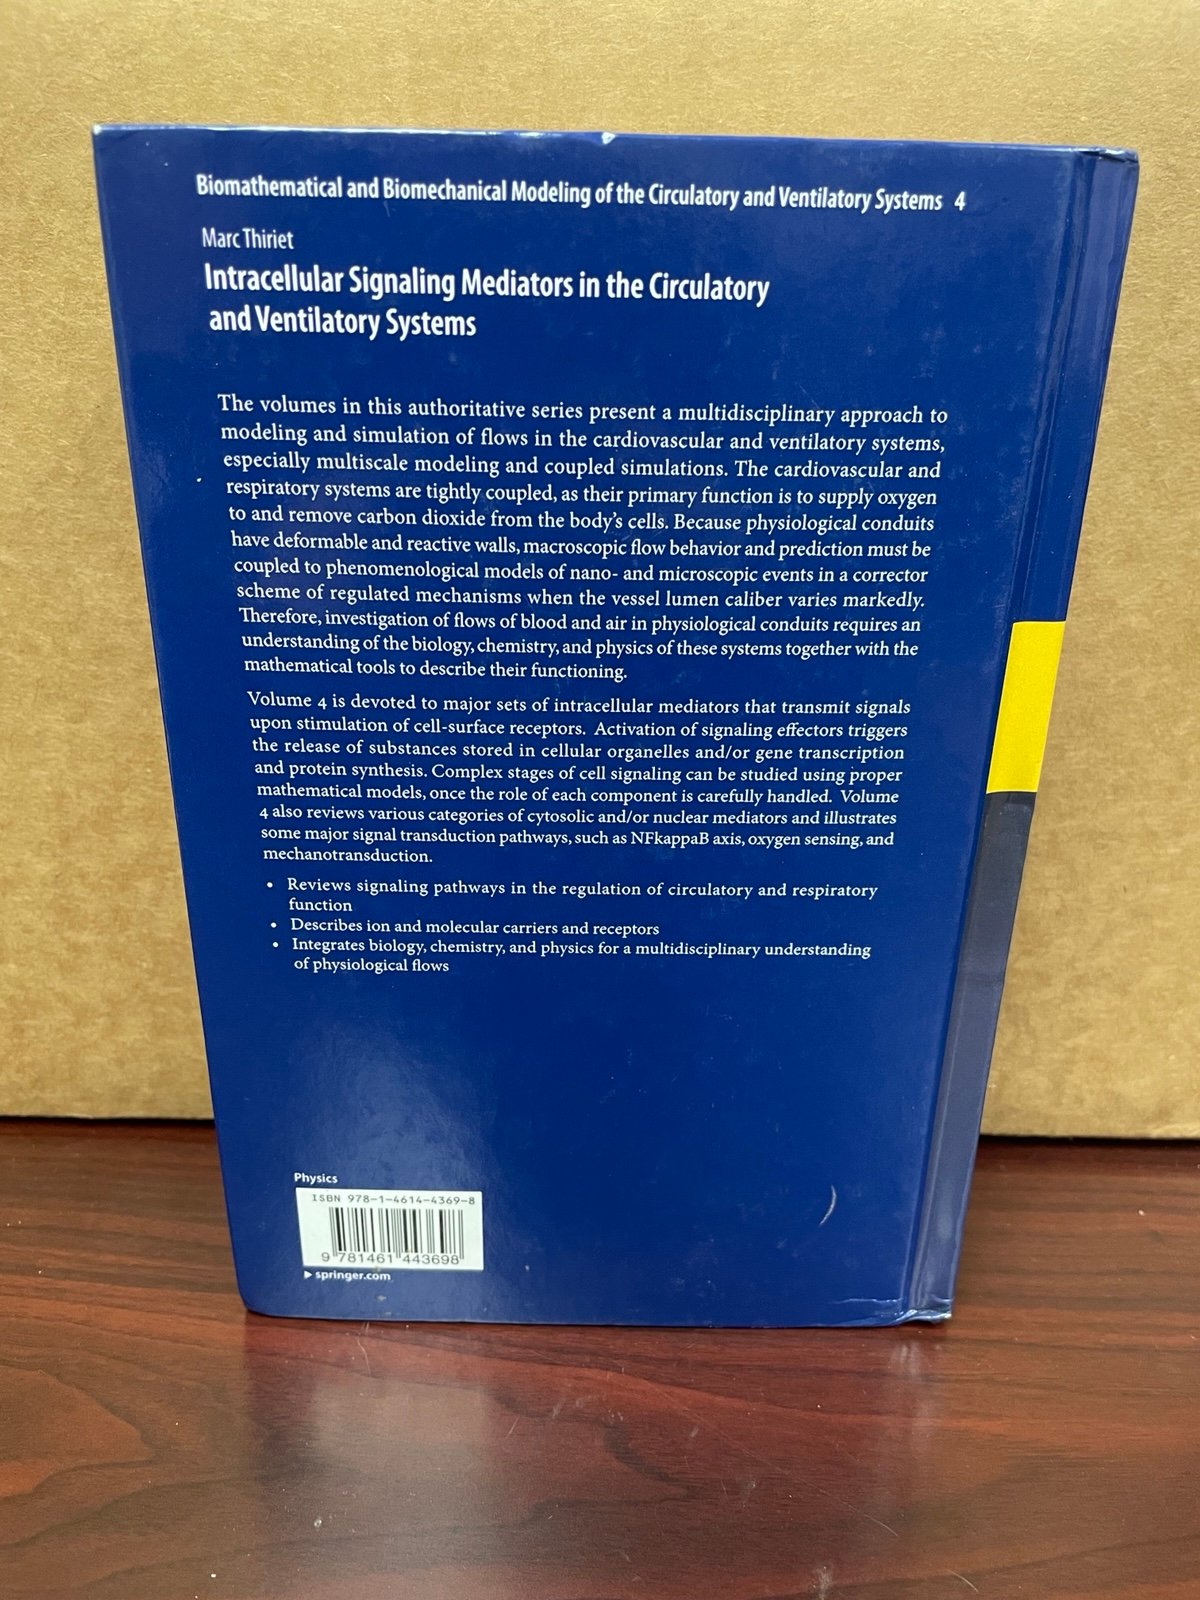 Biomathematical and Biomechanical Modeling of the Circulatory and Ventilatory Systems 4
Marc Thiriet
Intracellular Signaling Mediators in the Circulatory
and Ventilatory Systems
The volumes in this authoritative series present a multidisciplinary approach to
modeling and simulation of flows in the cardiovascular and ventilatory systems,
especially multiscale modeling and coupled simulations. The cardiovascular and
respiratory systems are tightly coupled, as their primary function is to supply oxygen
to and remove carbon dioxide from the body's cells. Because physiological conduits
have deformable and reactive walls, macroscopic flow behavior and prediction must be
coupled to phenomenological models of nano- and microscopic events in a corrector
scheme of regulated mechanisms when the vessel lumen caliber varies markedly.
Therefore, investigation of flows of blood and air in physiological conduits requires an
understanding of the biology, chemistry, and physics of these systems together with the
mathematical tools to describe their functioning.
Volume 4 is devoted to major sets of intracellular mediators that transmit signals
upon stimulation of cell-surface receptors. Activation of signaling effectors triggers
the release of substances stored in cellular organelles and/or gene transcription
and protein synthesis. Complex stages of cell signaling can be studied using proper
mathematical models, once the role of each component is carefully handled. Volume
4 also reviews various categories of cytosolic and/or nuclear mediators and illustrates
some major signal transduction pathways, such as NFkappaB axis, oxygen sensing, and
mechanotransduction.
• Reviews signaling pathways in the regulation of circulatory and respiratory
function
• Describes ion and molecular carriers and receptors
• Integrates biology, chemistry, and physics for a multidisciplinary understanding
of physiological flows
Physics
ISBN 978-1-4614-4369-8
9 781461 443698
▶ springer.com